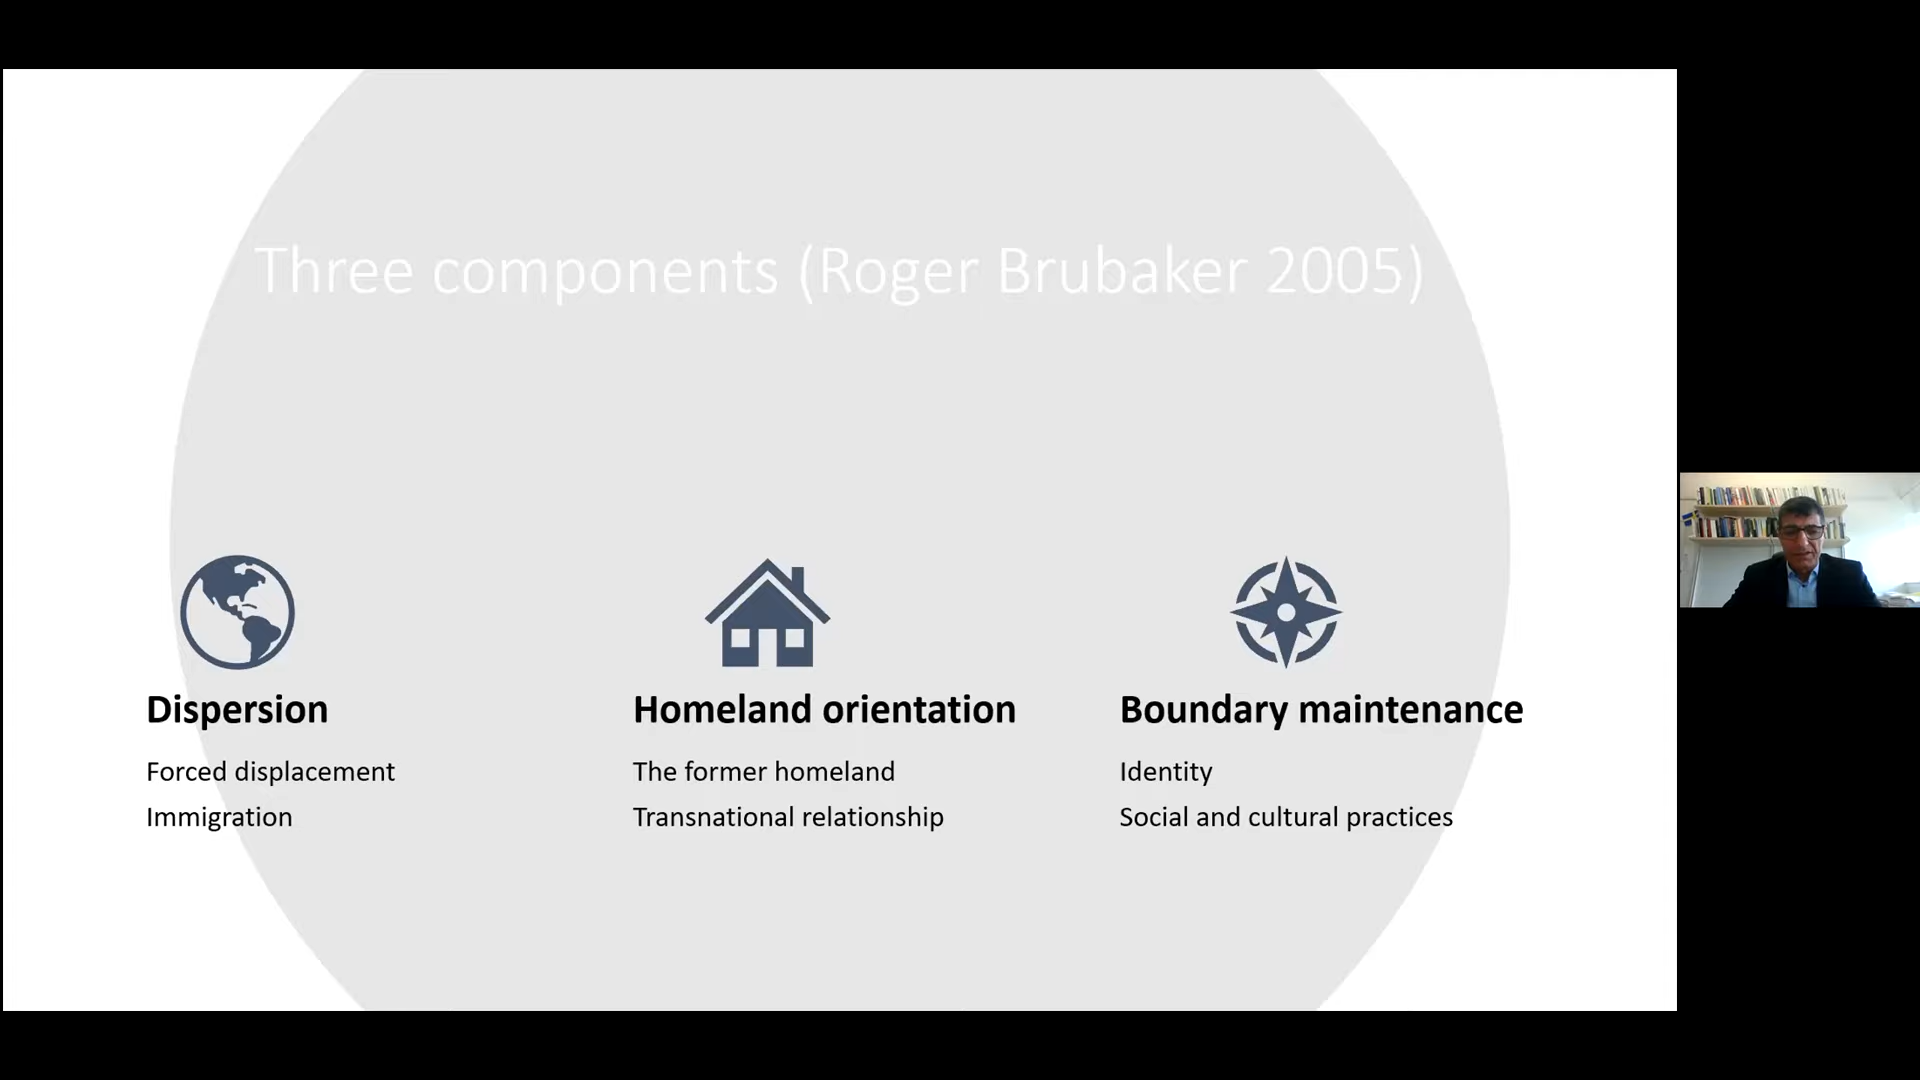 Three components (Roger Brubaker 2005)
Dispersion
Forced displacement
Immigration
Homeland orientation
The former homeland
Transnational relationship
Boundary maintenance
Identity
Social and cultural practices